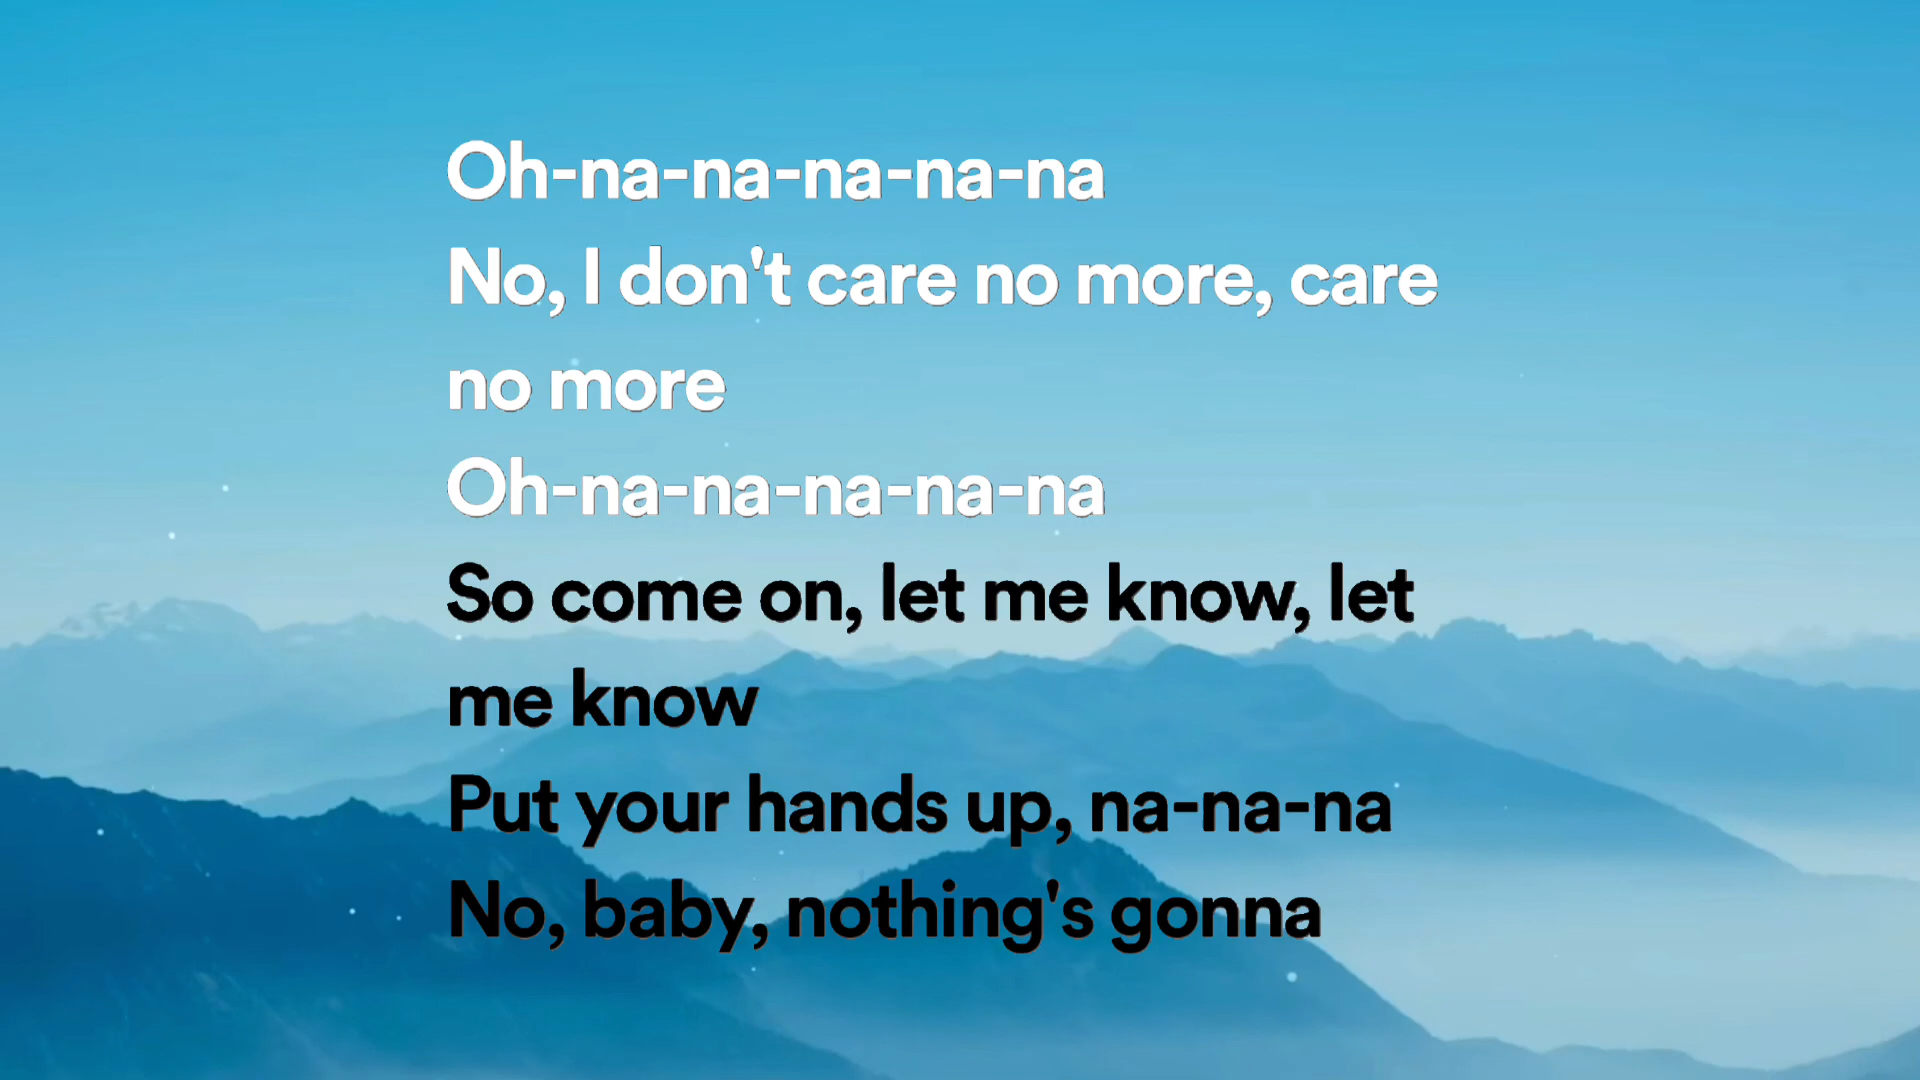 Oh-na-na-na-na-na
No, I don't care no more, care
no more
Oh-na-na-na-na-na
So come on, let me know, let
me know
Put your hands up, na-na-na
No, baby, nothing's gonna